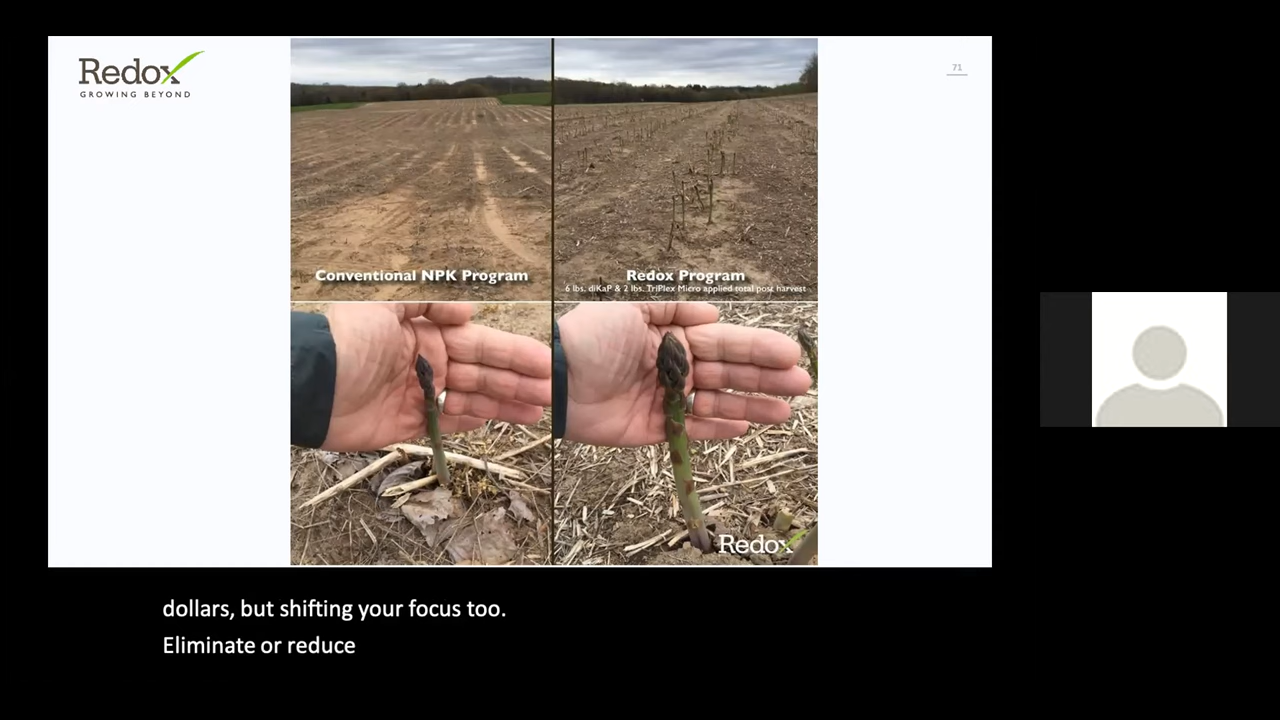 Redox
GROWING BEYOND
71
Conventional NPK Program
Redox Program
6 lbs. diKaP & 2 lbs. TriPlex Micro applied total post harvest
Redox
dollars, but shifting your focus too.
Eliminate or reduce